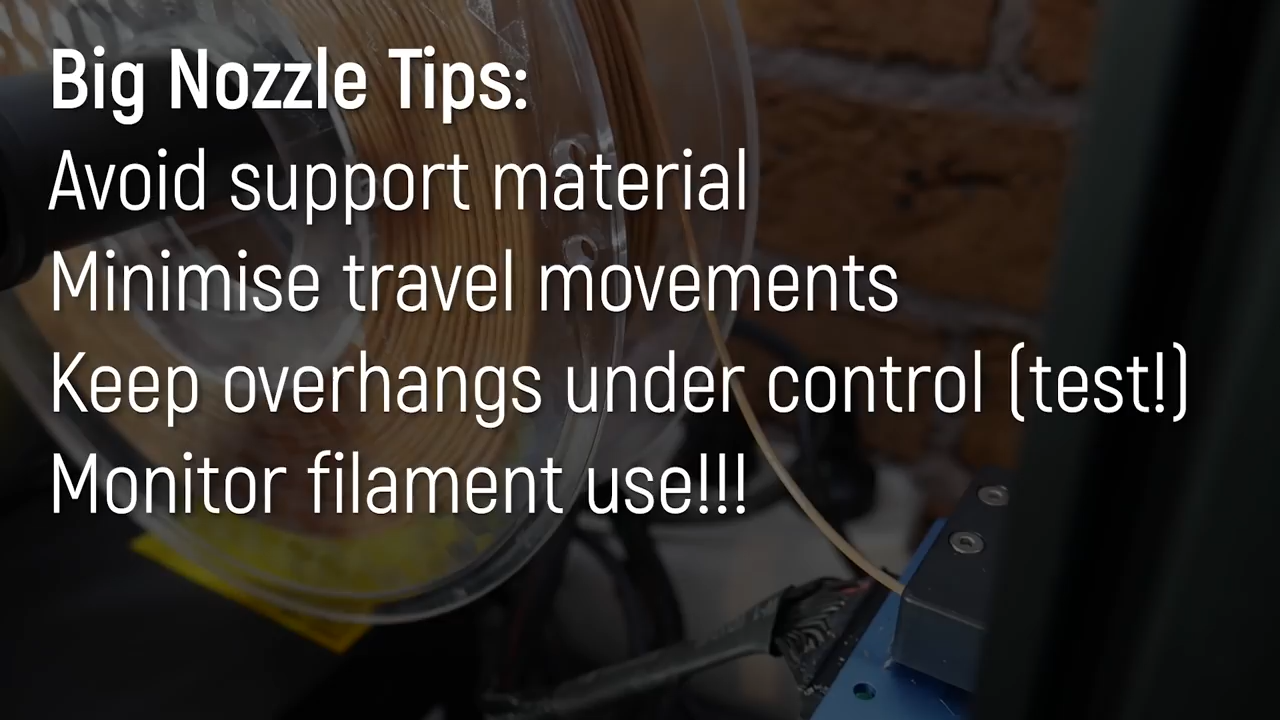 Big Nozzle Tips:
Avoid support material
Minimise travel movements
Keep overhangs under control (test!)
Monitor filament use!!!